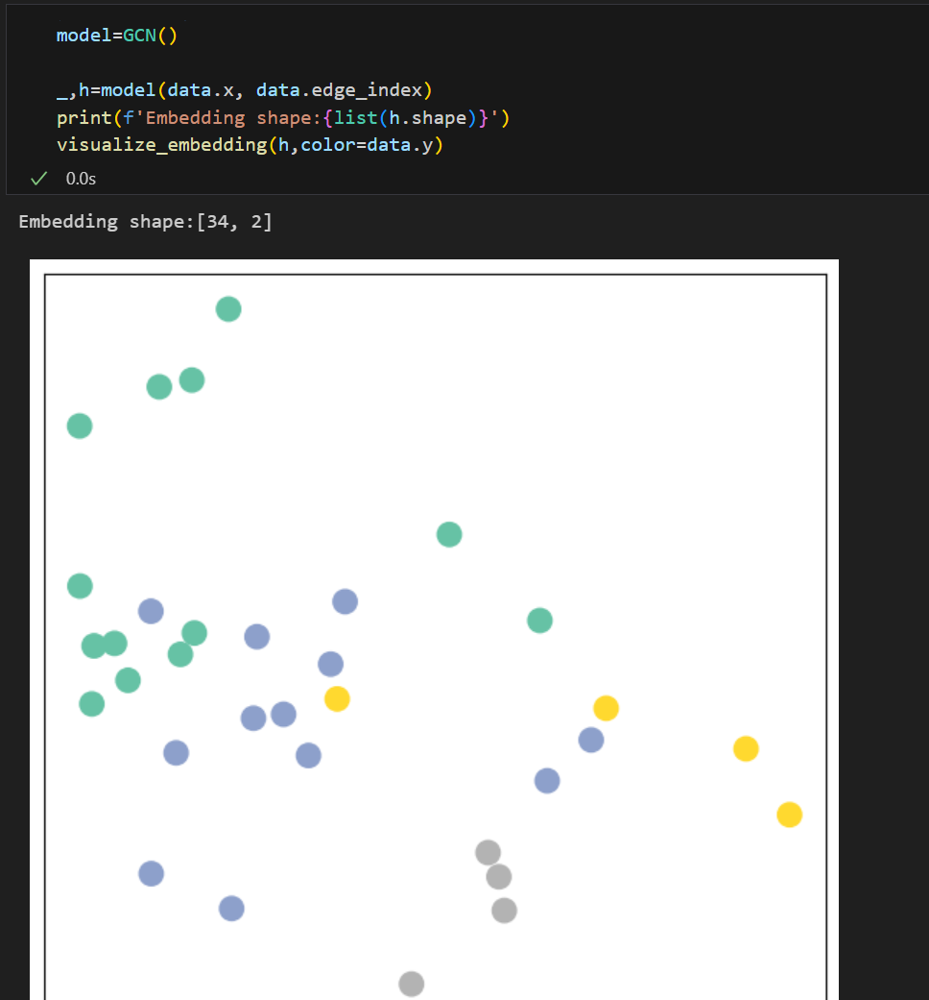 model=GCN()
_,h=model(data.x, data.edge_index)
print(f'Embedding shape:{list(h.shape)}')
visualize_embedding(h,color=data.y)
0.0s
Embedding shape:[34, 2]